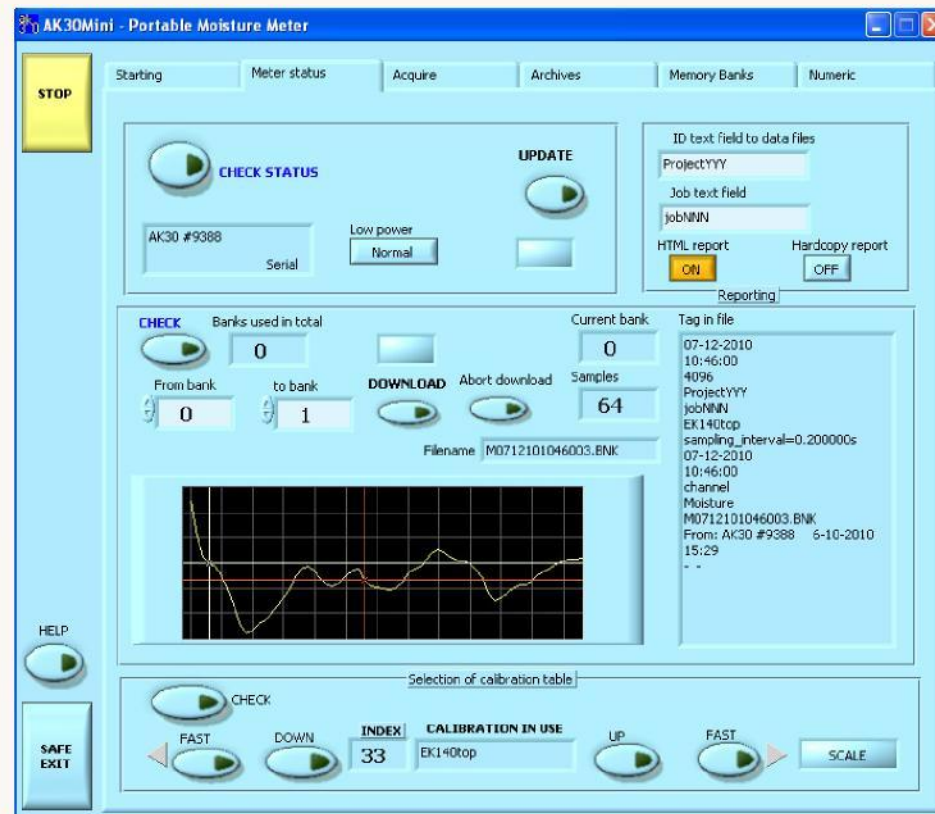 AK30Mini - Portable Moisture Meter
STOP
Starting
Meter status
Acquire
Archives
Memory Banks
Numeric
CHECK STATUS
UPDATE
AK30 #9388
Serial
Low power
Normal
ID text field to data files
ProjectYYY
Job text field
jobNNN
HTML report
Hardcopy report
ON
OFF
Reporting
CHECK
Banks used in total
0
From bank
0
to bank
1
DOWNLOAD
Abort download
Current bank
0
Samples
64
Filename
M0712101046003.BNK
Tag in file
07-12-2010
10:46:00
4096
ProjectYYY
jobNNN
EK140top
sampling_interval=0.200000s
07-12-2010
10:46:00
channel
Moisture
M0712101046003.BNK
From: AK30 #9388 6-10-2010
15:29
- -
HELP
SAFE
EXIT
Selection of calibration table
CHECK
FAST
DOWN
INDEX
33
CALIBRATION IN USE
EK140top
UP
FAST
SCALE